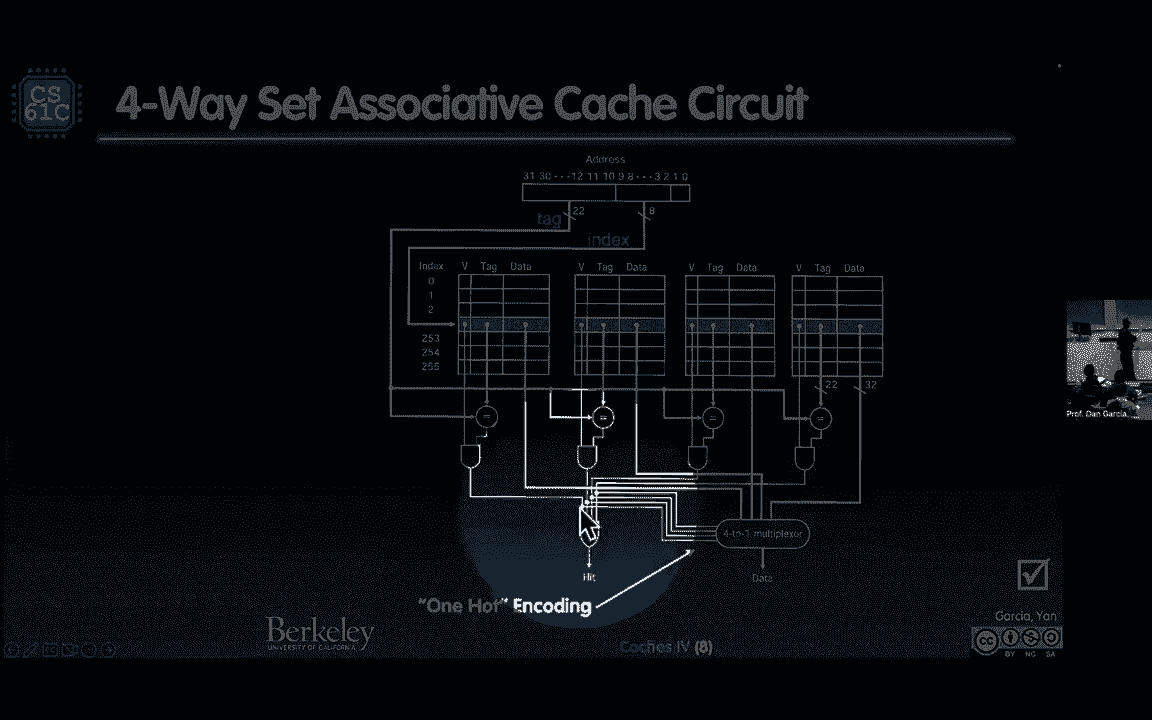 CS
61C
4-Way Set Associative Cache Circuit
Address
31 30 - - - 12 11 10 9 8 - - - 3 2 1 0
tag
22
8
index
Index
V Tag Data
V Tag Data
V Tag Data
V Tag Data
0
1
2
253
254
255
22
32
=
=
=
=
4-to-1 multiplexor
Hit
Data
"One Hot" Encoding
Prof. Dan Garcia
Berkeley
UNIVERSITY OF CALIFORNIA
Caches IV (8)
Garcia, Yan
CC
BY NC SA